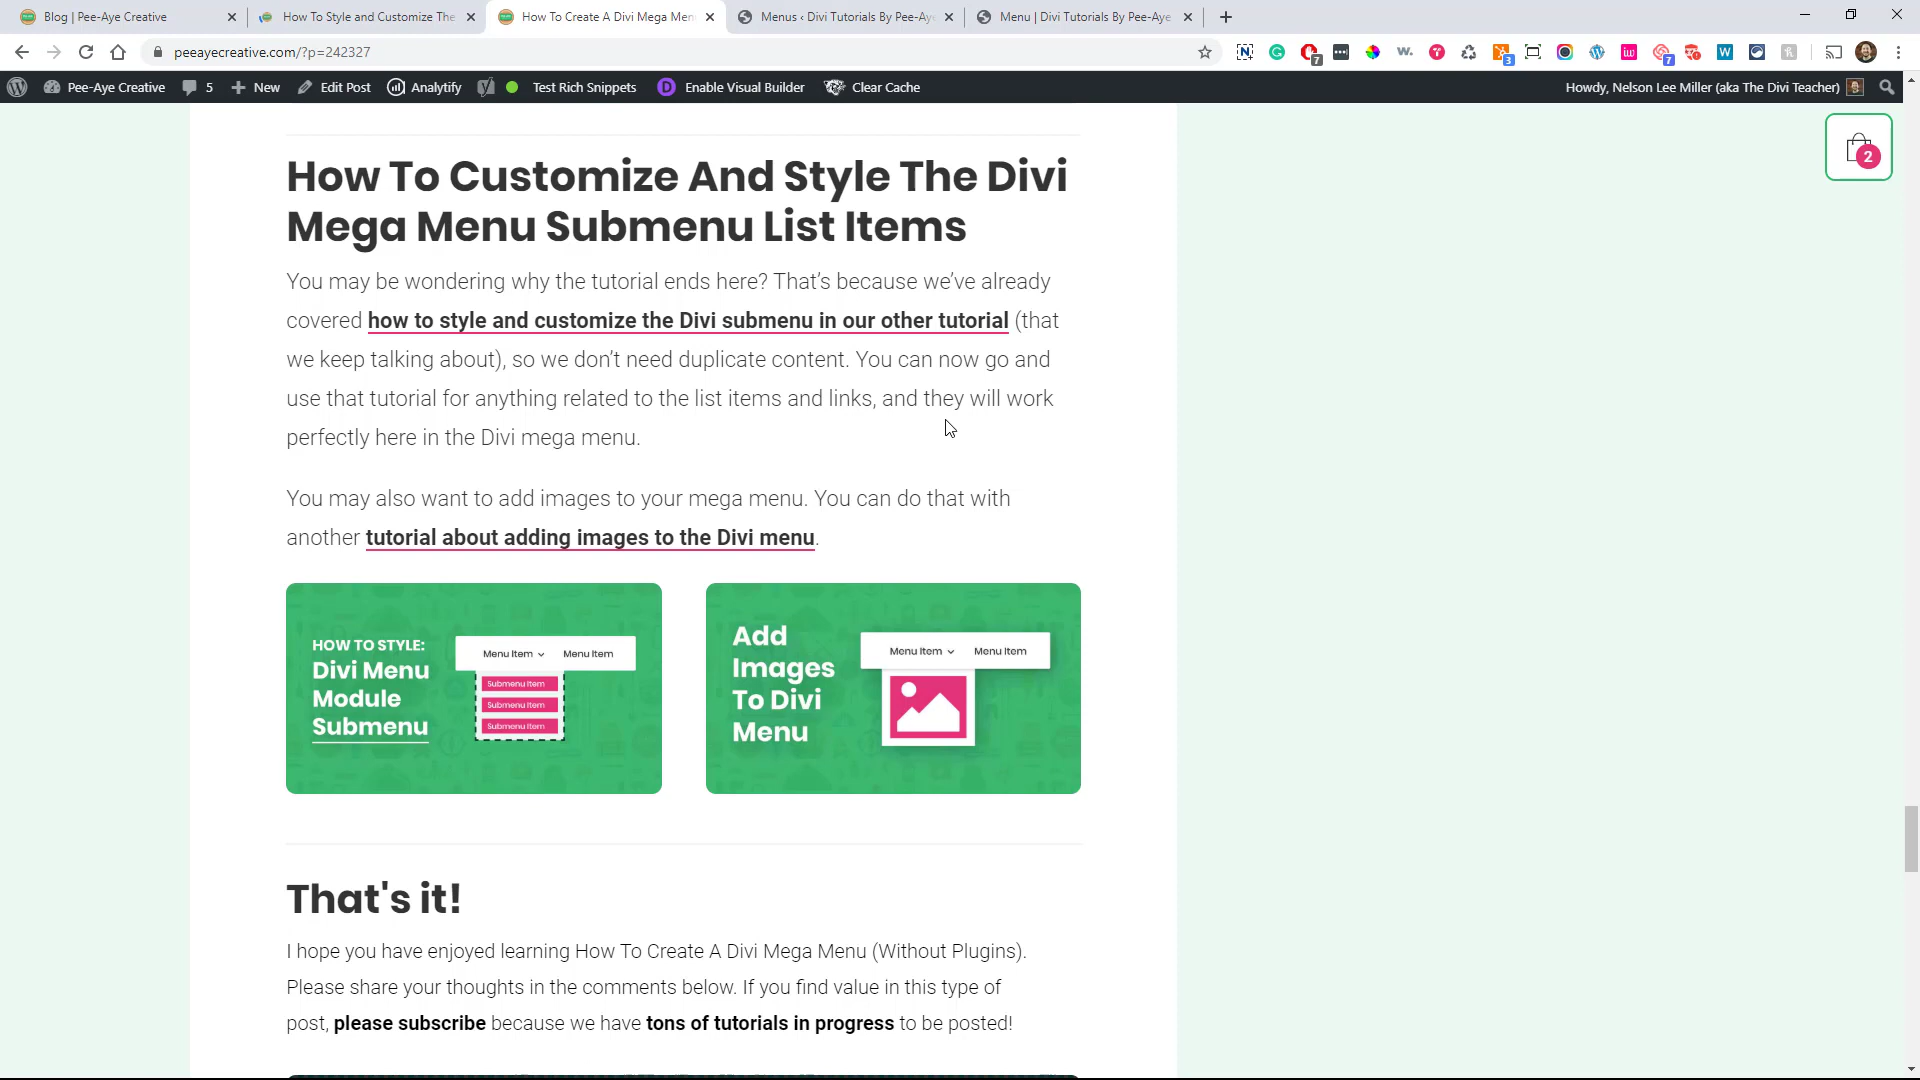 Blog | Pee-Aye Creative
How To Style and Customize The
How To Create A Divi Mega Men
Menus ‹ Divi Tutorials By Pee-Aye
Menu | Divi Tutorials By Pee-Aye
peeayecreative.com/?p=242327
7
3
7
Pee-Aye Creative
5
New
Edit Post
Analytify
Test Rich Snippets
Enable Visual Builder
Clear Cache
Howdy, Nelson Lee Miller (aka The Divi Teacher)
2
How To Customize And Style The Divi
Mega Menu Submenu List Items
You may be wondering why the tutorial ends here? That’s because we’ve already
covered how to style and customize the Divi submenu in our other tutorial (that
we keep talking about), so we don’t need duplicate content. You can now go and
use that tutorial for anything related to the list items and links, and they will work
perfectly here in the Divi mega menu.
You may also want to add images to your mega menu. You can do that with
another tutorial about adding images to the Divi menu.
HOW TO STYLE:
Divi Menu
Module
Submenu
Menu Item
Menu Item
Submenu Item
Submenu Item
Submenu Item
Add
Images
To Divi
Menu
Menu Item
Menu Item
That's it!
I hope you have enjoyed learning How To Create A Divi Mega Menu (Without Plugins).
Please share your thoughts in the comments below. If you find value in this type of
post, please subscribe because we have tons of tutorials in progress to be posted!